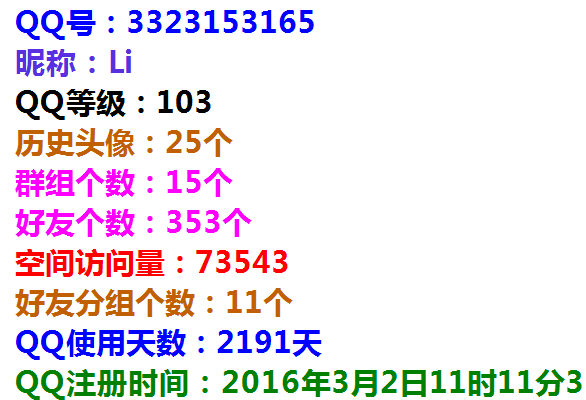 QQ号：3323153165
昵称：Li
QQ等级：103
历史头像：25个
群组个数：15个
好友个数：353个
空间访问量：73543
好友分组个数：11个
QQ使用天数：2191天
QQ注册时间：2016年3月2日11时11分3